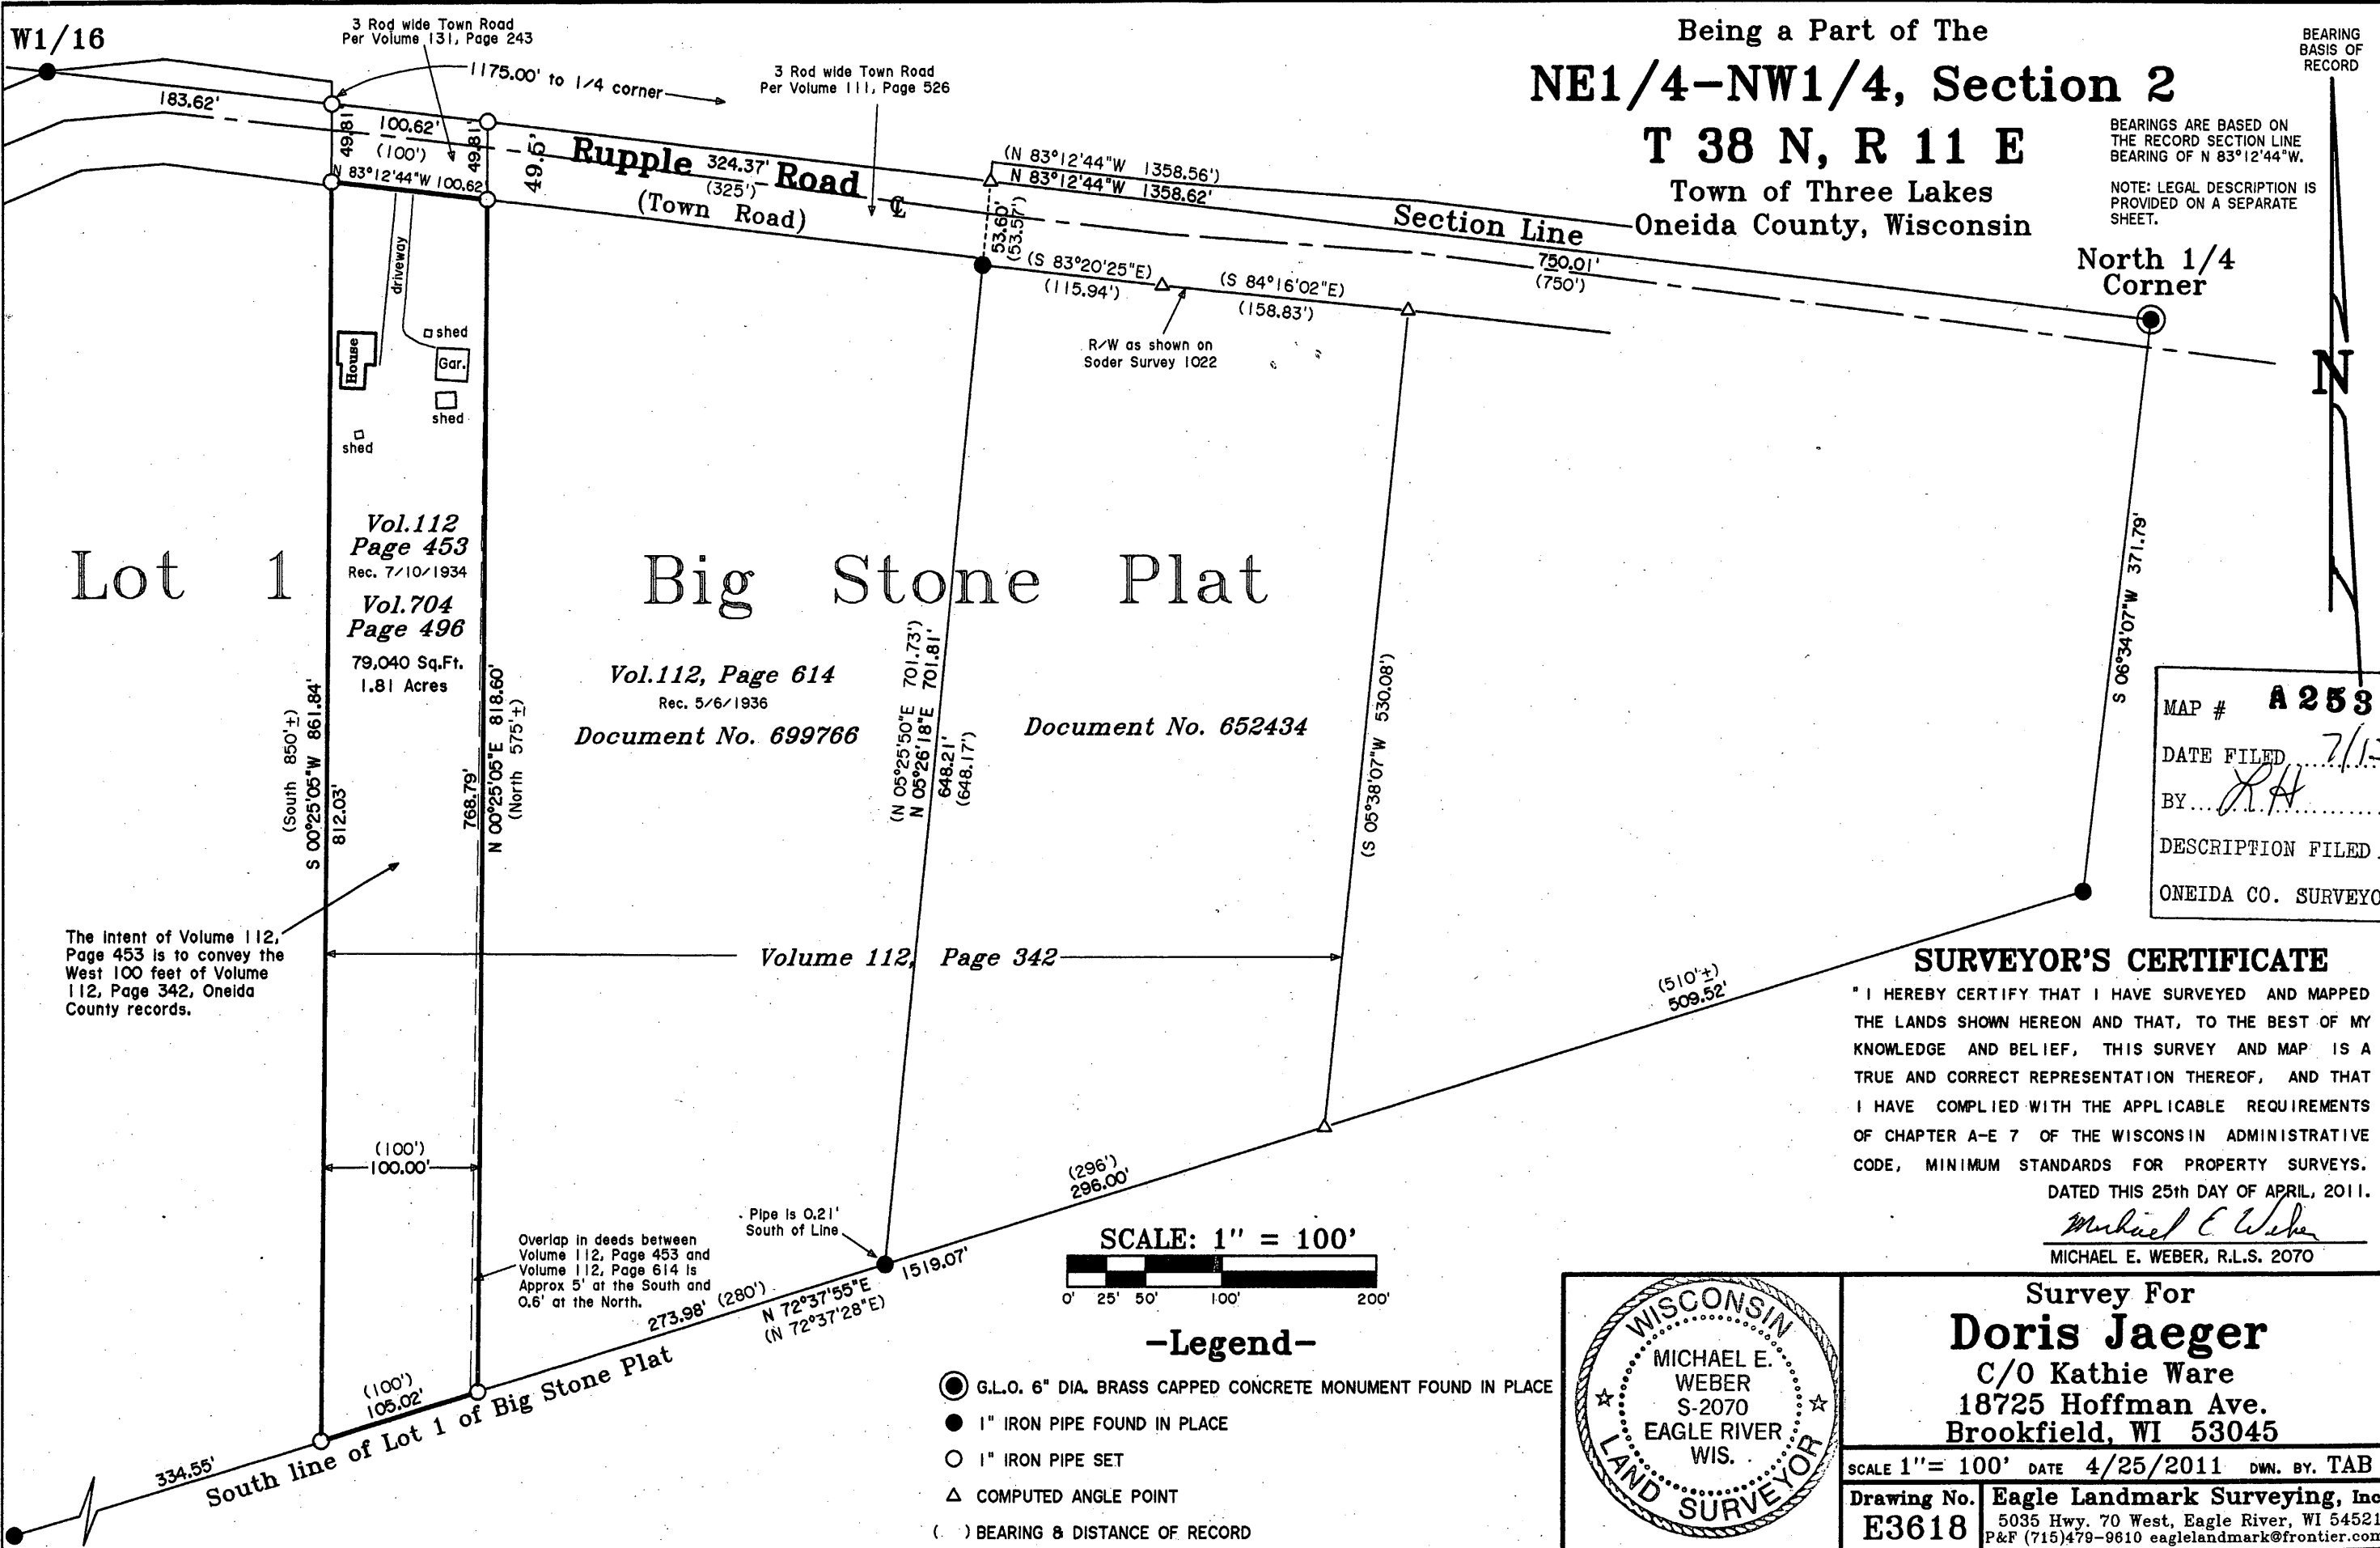 W1/16
3 Rod wide Town Road
Per Volume 131, Page 243
1175.00' to 1/4 corner
3 Rod wide Town Road
Per Volume 111, Page 526
Being a Part of The
NE1/4-NW1/4, Section 2
T 38 N, R 11 E
Town of Three Lakes
Oneida County, Wisconsin
BEARING
BASIS OF
RECORD
BEARINGS ARE BASED ON
THE RECORD SECTION LINE
BEARING OF N 83°12'44"W.
NOTE: LEGAL DESCRIPTION IS
PROVIDED ON A SEPARATE
SHEET.
North 1/4
Corner
N
183.62'
49.81'
100.62'
(100')
49.81'
N 83°12'44"W 100.62'
49.5'
Rupple 324.37' Road ℄
(325')
(Town Road)
(N 83°12'44"W 1358.56')
N 83°12'44"W 1358.62'
Section Line
750.01'
(750')
53.60'
(53.57')
(S 83°20'25"E)
(115.94')
(S 84°16'02"E)
(158.83')
R/W as shown on
Soder Survey 1022
driveway
House
shed
Gar.
shed
shed
Lot 1
Big Stone Plat
Vol.112
Page 453
Rec. 7/10/1934
Vol.704
Page 496
79,040 Sq.Ft.
1.81 Acres
Vol.112, Page 614
Rec. 5/6/1936
Document No. 699766
Document No. 652434
(South 850'±)
S 00°25'05"W 861.84'
812.03'
768.79'
N 00°25'05"E 818.60'
(North 575'±)
(N 05°25'50"E 701.73')
N 05°26'18"E 701.81'
648.21'
(648.17')
(S 05°38'07"W 530.08')
S 06°34'07"W 371.79'
MAP # A 253
DATE FILED 7/1
BY R.H
DESCRIPTION FILED
ONEIDA CO. SURVEYO
The intent of Volume 112,
Page 453 is to convey the
West 100 feet of Volume
112, Page 342, Oneida
County records.
Volume 112, Page 342
(510'±)
509.52'
(100')
100.00'
(296')
296.00'
Pipe is 0.21'
South of Line
Overlap in deeds between
Volume 112, Page 453 and
Volume 112, Page 614 is
Approx 5' at the South and
0.6' at the North.
273.98' (280')
N 72°37'55"E
(N 72°37'28"E)
1519.07'
(100')
105.02'
334.55'
South line of Lot 1 of Big Stone Plat
SCALE: 1" = 100'
0' 25' 50' 100' 200'
-Legend-
G.L.O. 6" DIA. BRASS CAPPED CONCRETE MONUMENT FOUND IN PLACE
1" IRON PIPE FOUND IN PLACE
1" IRON PIPE SET
COMPUTED ANGLE POINT
( ) BEARING & DISTANCE OF RECORD
SURVEYOR'S CERTIFICATE
" I HEREBY CERTIFY THAT I HAVE SURVEYED AND MAPPED
THE LANDS SHOWN HEREON AND THAT, TO THE BEST OF MY
KNOWLEDGE AND BELIEF, THIS SURVEY AND MAP IS A
TRUE AND CORRECT REPRESENTATION THEREOF, AND THAT
I HAVE COMPLIED WITH THE APPLICABLE REQUIREMENTS
OF CHAPTER A-E 7 OF THE WISCONSIN ADMINISTRATIVE
CODE, MINIMUM STANDARDS FOR PROPERTY SURVEYS.
DATED THIS 25th DAY OF APRIL, 2011.
Michael E Weber
MICHAEL E. WEBER, R.L.S. 2070
WISCONSIN
MICHAEL E.
WEBER
S-2070
EAGLE RIVER
WIS.
LAND SURVEYOR
Survey For
Doris Jaeger
C/O Kathie Ware
18725 Hoffman Ave.
Brookfield, WI 53045
SCALE 1"= 100' DATE 4/25/2011 DWN. BY. TAB
Drawing No.
E3618
Eagle Landmark Surveying, Inc
5035 Hwy. 70 West, Eagle River, WI 54521
P&F (715)479-9610 eaglelandmark@frontier.com